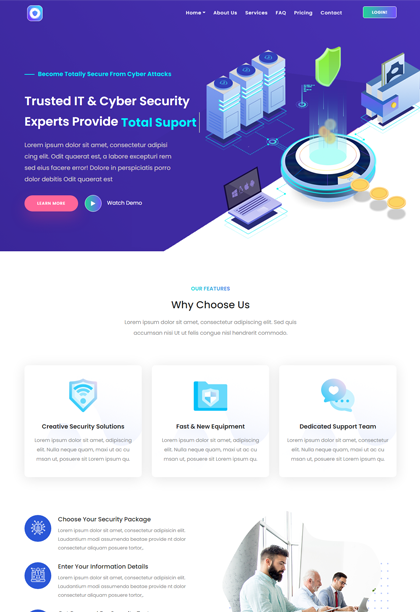 Home About Us Services FAQ Pricing Contact LOGIN!
Become Totally Secure From Cyber Attacks
Trusted IT & Cyber Security
Experts Provide Total Suport
Lorem ipsum dolor sit amet, consectetur adipisi
cing elit. Odit quaerat est, a labore excepturi rem
sed eius facere error! Dolore in perspiciatis porro
dolor debitis Odit quaerat est
LEARN MORE Watch Demo
OUR FEATURES
Why Choose Us
Lorem ipsum dolor sit amet, consectetur adipiscing elit. Sed quis
accumsan nisi Ut ut felis congue nisl hendrerit commodo.
Creative Security Solutions
Lorem ipsum dolor sit amet, adipiscing
elit. Nulla neque quam, maxi ut ac cu
msan ut, posuere sit Lorem ipsum qu.
Fast & New Equipment
Lorem ipsum dolor sit amet, adipiscing
elit. Nulla neque quam, maxi ut ac cu
msan ut, posuere sit Lorem ipsum qu.
Dedicated Support Team
Lorem ipsum dolor sit amet, consectetur
elit. Nulla neque quam, maxi ut ac cu
msan ut, posuere sit Lorem ipsum qu.
Choose Your Security Package
Lorem ipsum dolor sit amet, consectetur adipisicin elit,
Laudantium modi assumenda beatae provident modi dolore
consectetur aliquam posuere tortor,.
Enter Your Information Details
Lorem ipsum dolor sit amet, consectetur adipisicin elit,
Laudantium modi assumenda beatae provident modi dolore
consectetur aliquam posuere tortor,.